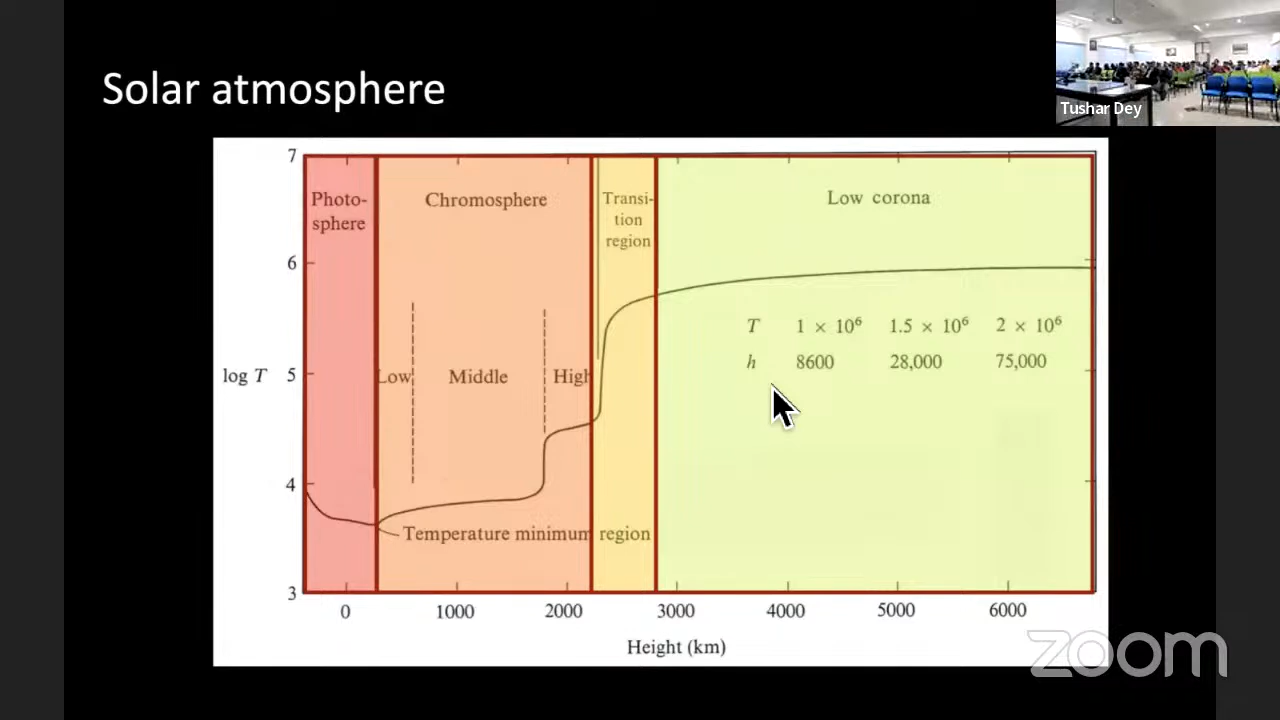 Solar atmosphere
Tushar Dey
7
6
log T 5
4
3
Photo-
sphere
Chromosphere
Transi-
tion
region
Low corona
Low Middle High
T 1 × 10⁶ 1.5 × 10⁶ 2 × 10⁶
h 8600 28,000 75,000
Temperature minimum region
0 1000 2000 3000 4000 5000 6000
Height (km)
zoom